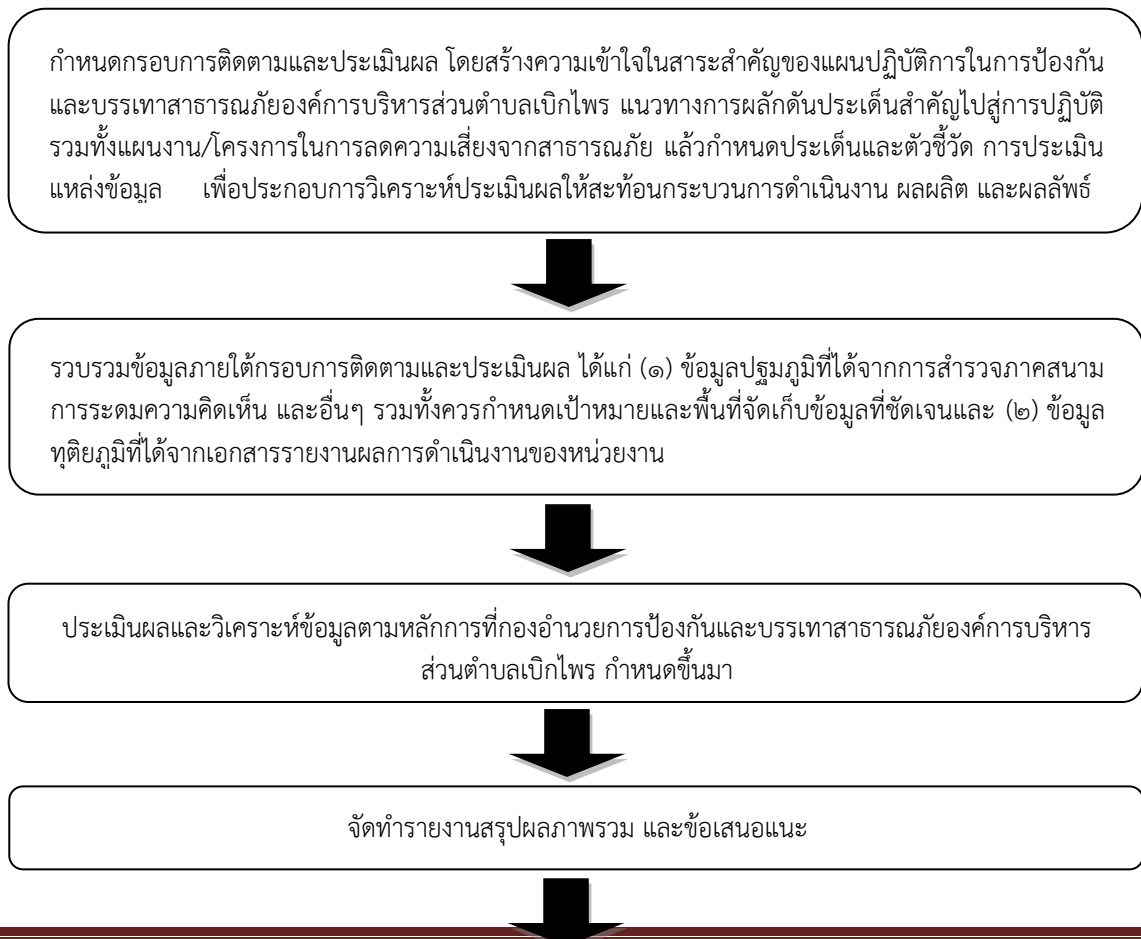 กำหนดกรอบการติดตามและประเมินผล โดยสร้างความเข้าใจในสาระสำคัญของแผนปฏิบัติการในการป้องกัน
และบรรเทาสาธารณภัยองค์การบริหารส่วนตำบลเบิกไพร แนวทางการผลักดันประเด็นสำคัญไปสู่การปฏิบัติ
รวมทั้งแผนงาน/โครงการในการลดความเสี่ยงจากสาธารณภัย แล้วกำหนดประเด็นและตัวชี้วัด การประเมิน
แหล่งข้อมูล เพื่อประกอบการวิเคราะห์ประเมินผลให้สะท้อนกระบวนการดำเนินงาน ผลผลิต และผลลัพธ์
รวบรวมข้อมูลภายใต้กรอบการติดตามและประเมินผล ได้แก่ (๑) ข้อมูลปฐมภูมิที่ได้จากการสำรวจภาคสนาม
การระดมความคิดเห็น และอื่นๆ รวมทั้งควรกำหนดเป้าหมายและพื้นที่จัดเก็บข้อมูลที่ชัดเจนและ (๒) ข้อมูล
ทุติยภูมิที่ได้จากเอกสารรายงานผลการดำเนินงานของหน่วยงาน
ประเมินผลและวิเคราะห์ข้อมูลตามหลักการที่กองอำนวยการป้องกันและบรรเทาสาธารณภัยองค์การบริหาร
ส่วนตำบลเบิกไพร กำหนดขึ้นมา
จัดทำรายงานสรุปผลภาพรวม และข้อเสนอแนะ